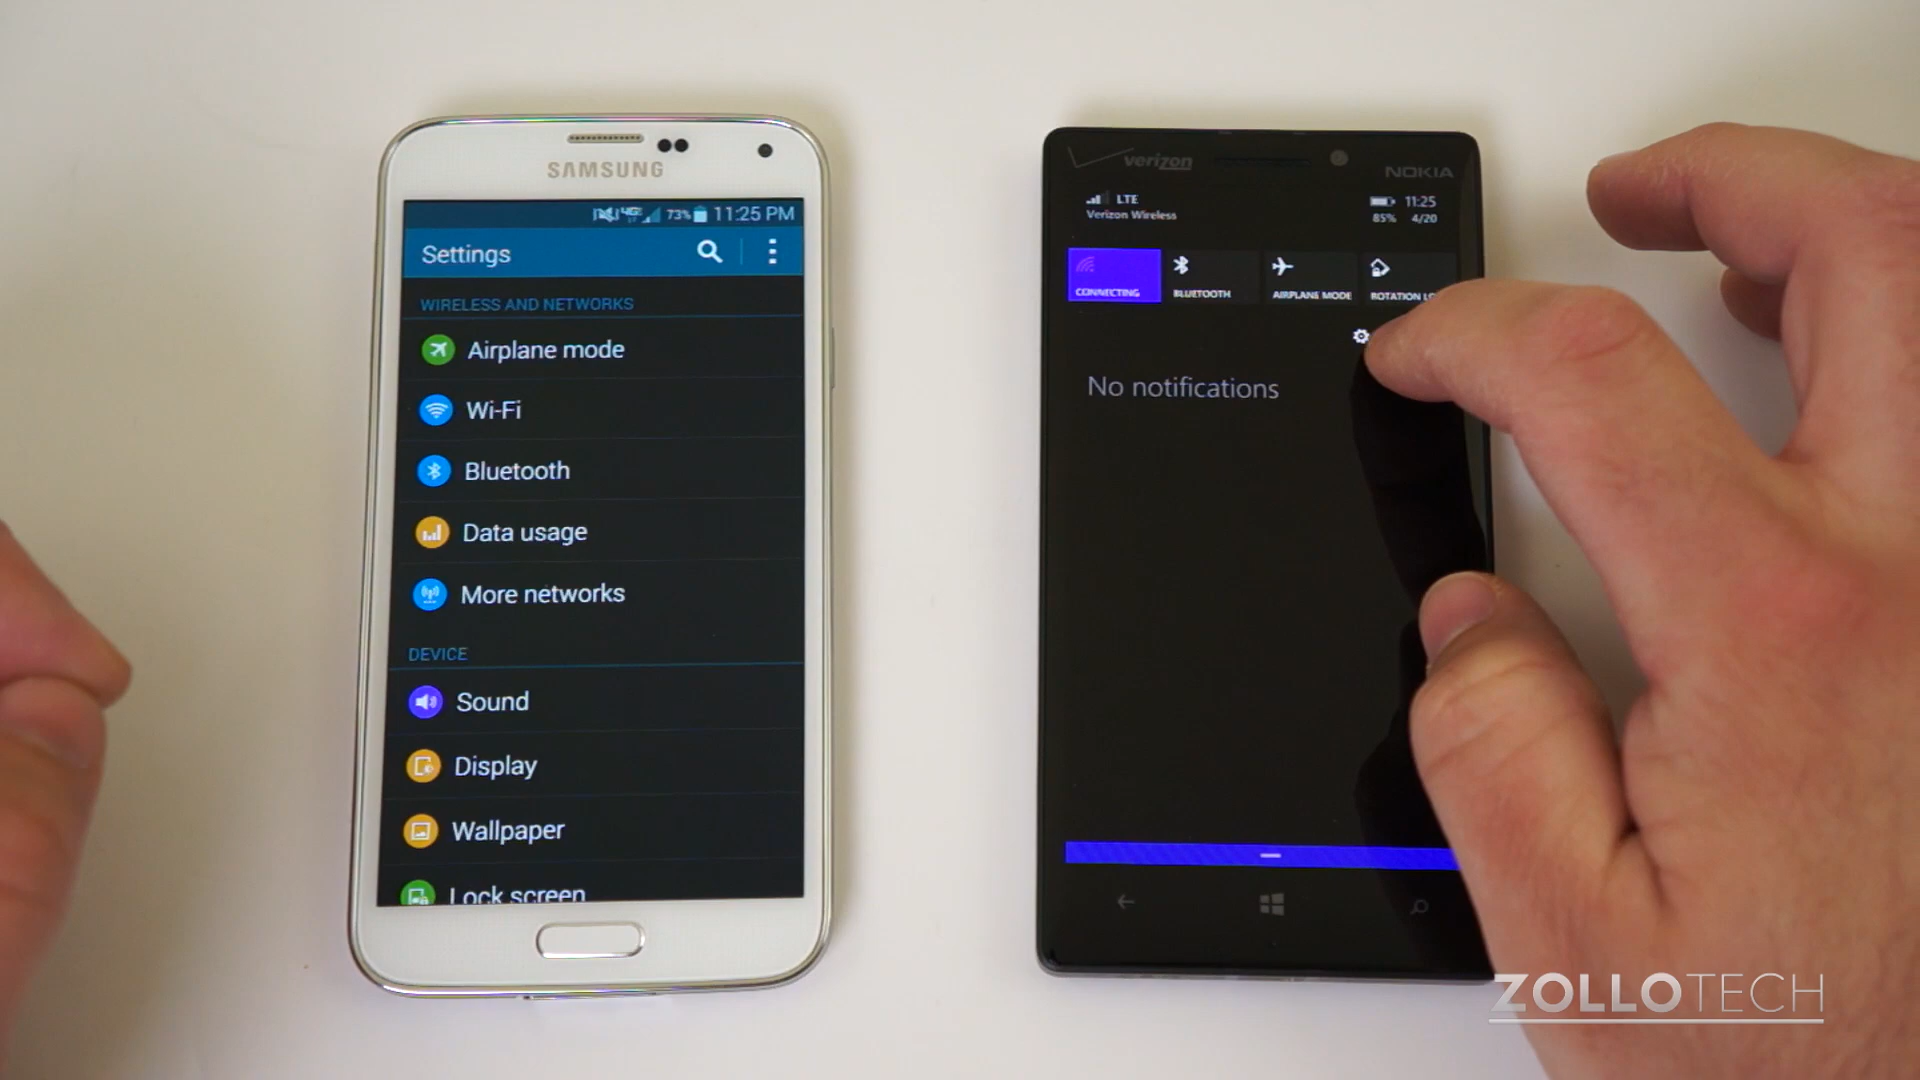 SAMSUNG
73% 11:25 PM
Settings
WIRELESS AND NETWORKS
Airplane mode
Wi-Fi
Bluetooth
Data usage
More networks
DEVICE
Sound
Display
Wallpaper
Lock screen
verizon
NOKIA
LTE
Verizon Wireless
11:25
85% 4/20
CONNECTING
BLUETOOTH
AIRPLANE MODE
ROTATION
No notifications
ZOLLOTECH